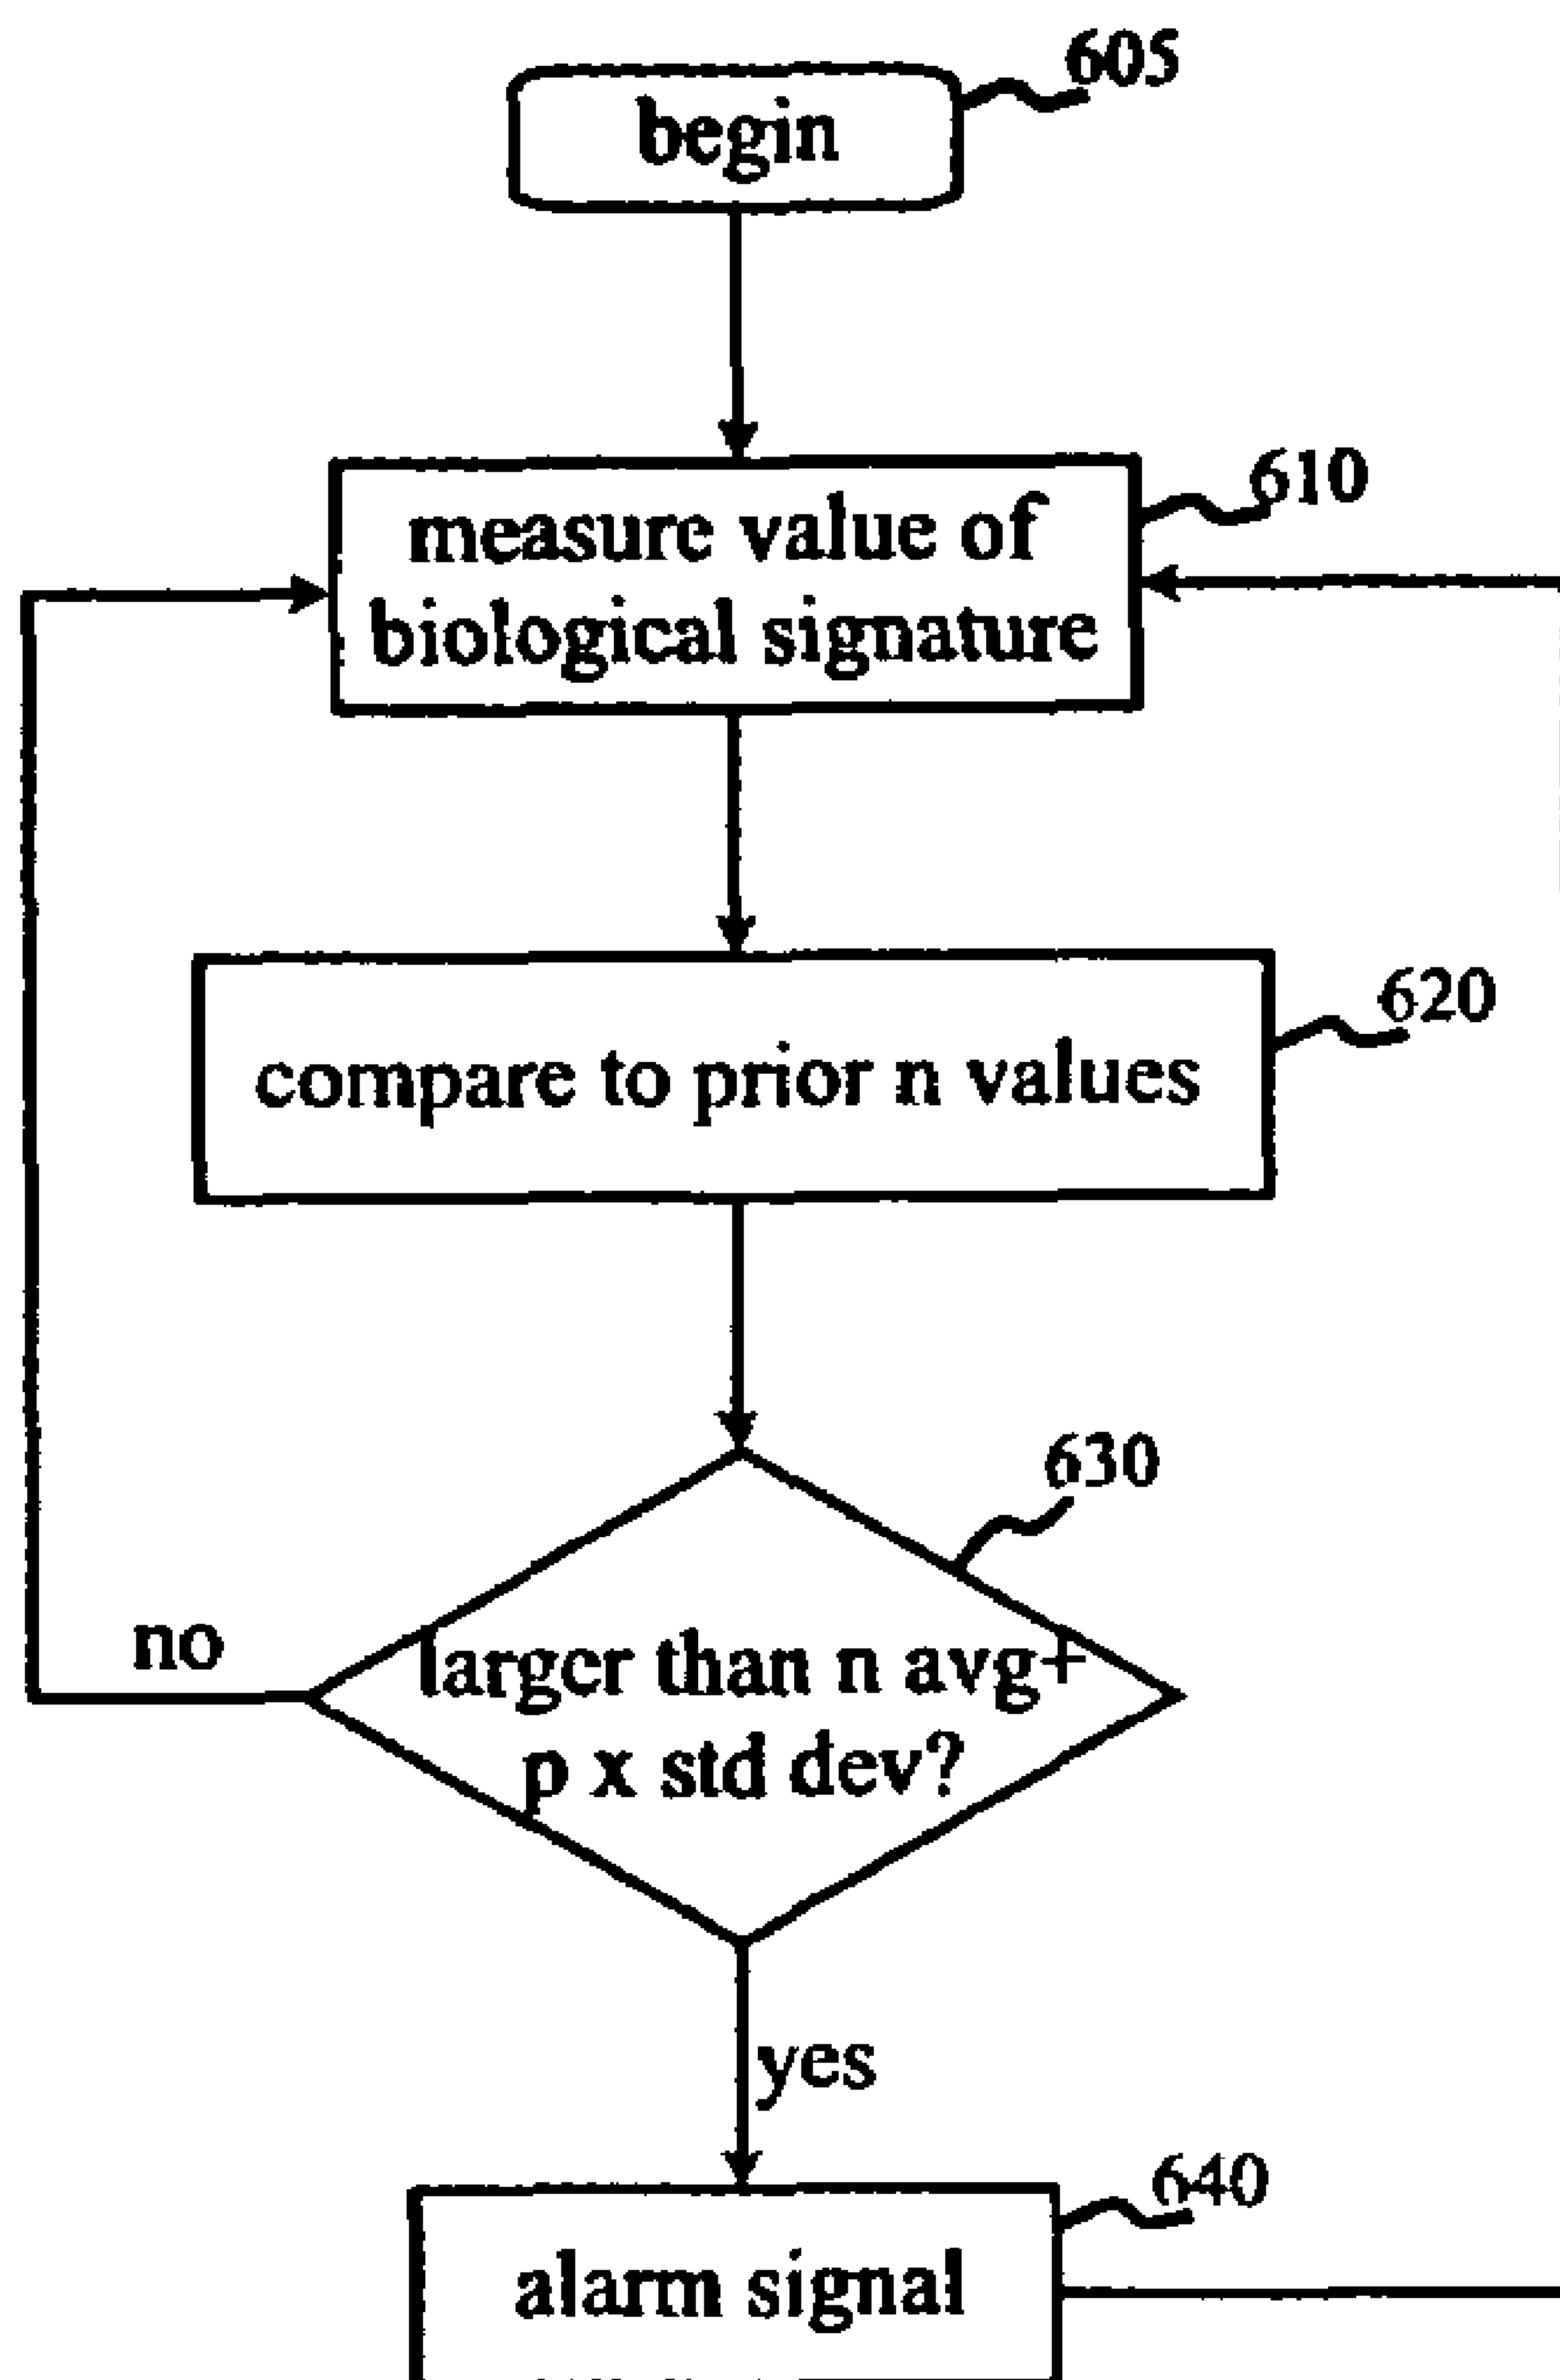 605
begin
610
measure value of
biological signature
620
compare to prior n values
630
no
larger than n avg+
p x std dev?
yes
640
alarm signal